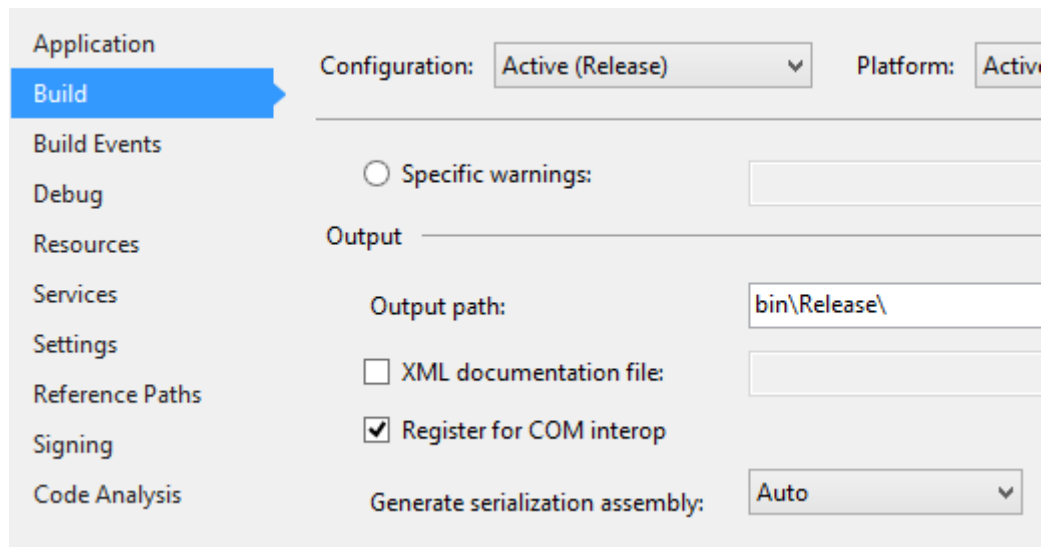 Application
Build
Build Events
Debug
Resources
Services
Settings
Reference Paths
Signing
Code Analysis
Configuration: Active (Release) Platform:
Specific warnings:
Output
Output path: bin\Release\
XML documentation file:
Register for COM interop
Generate serialization assembly: Auto